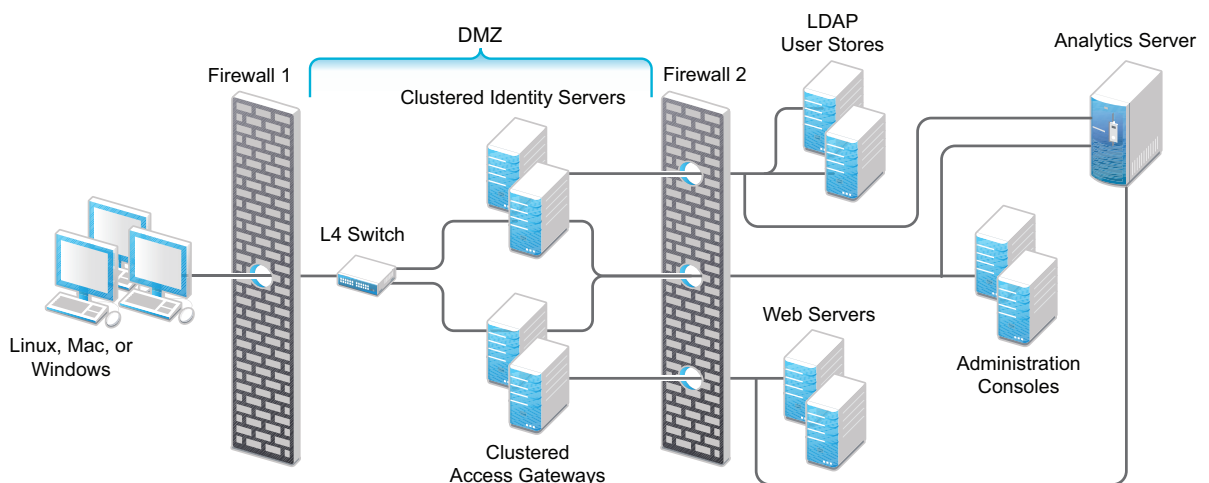 DMZ
LDAP
User Stores
Analytics Server
Firewall 1
Firewall 2
Clustered Identity Servers
L4 Switch
Linux, Mac, or
Windows
Web Servers
Administration
Consoles
Clustered
Access Gateways